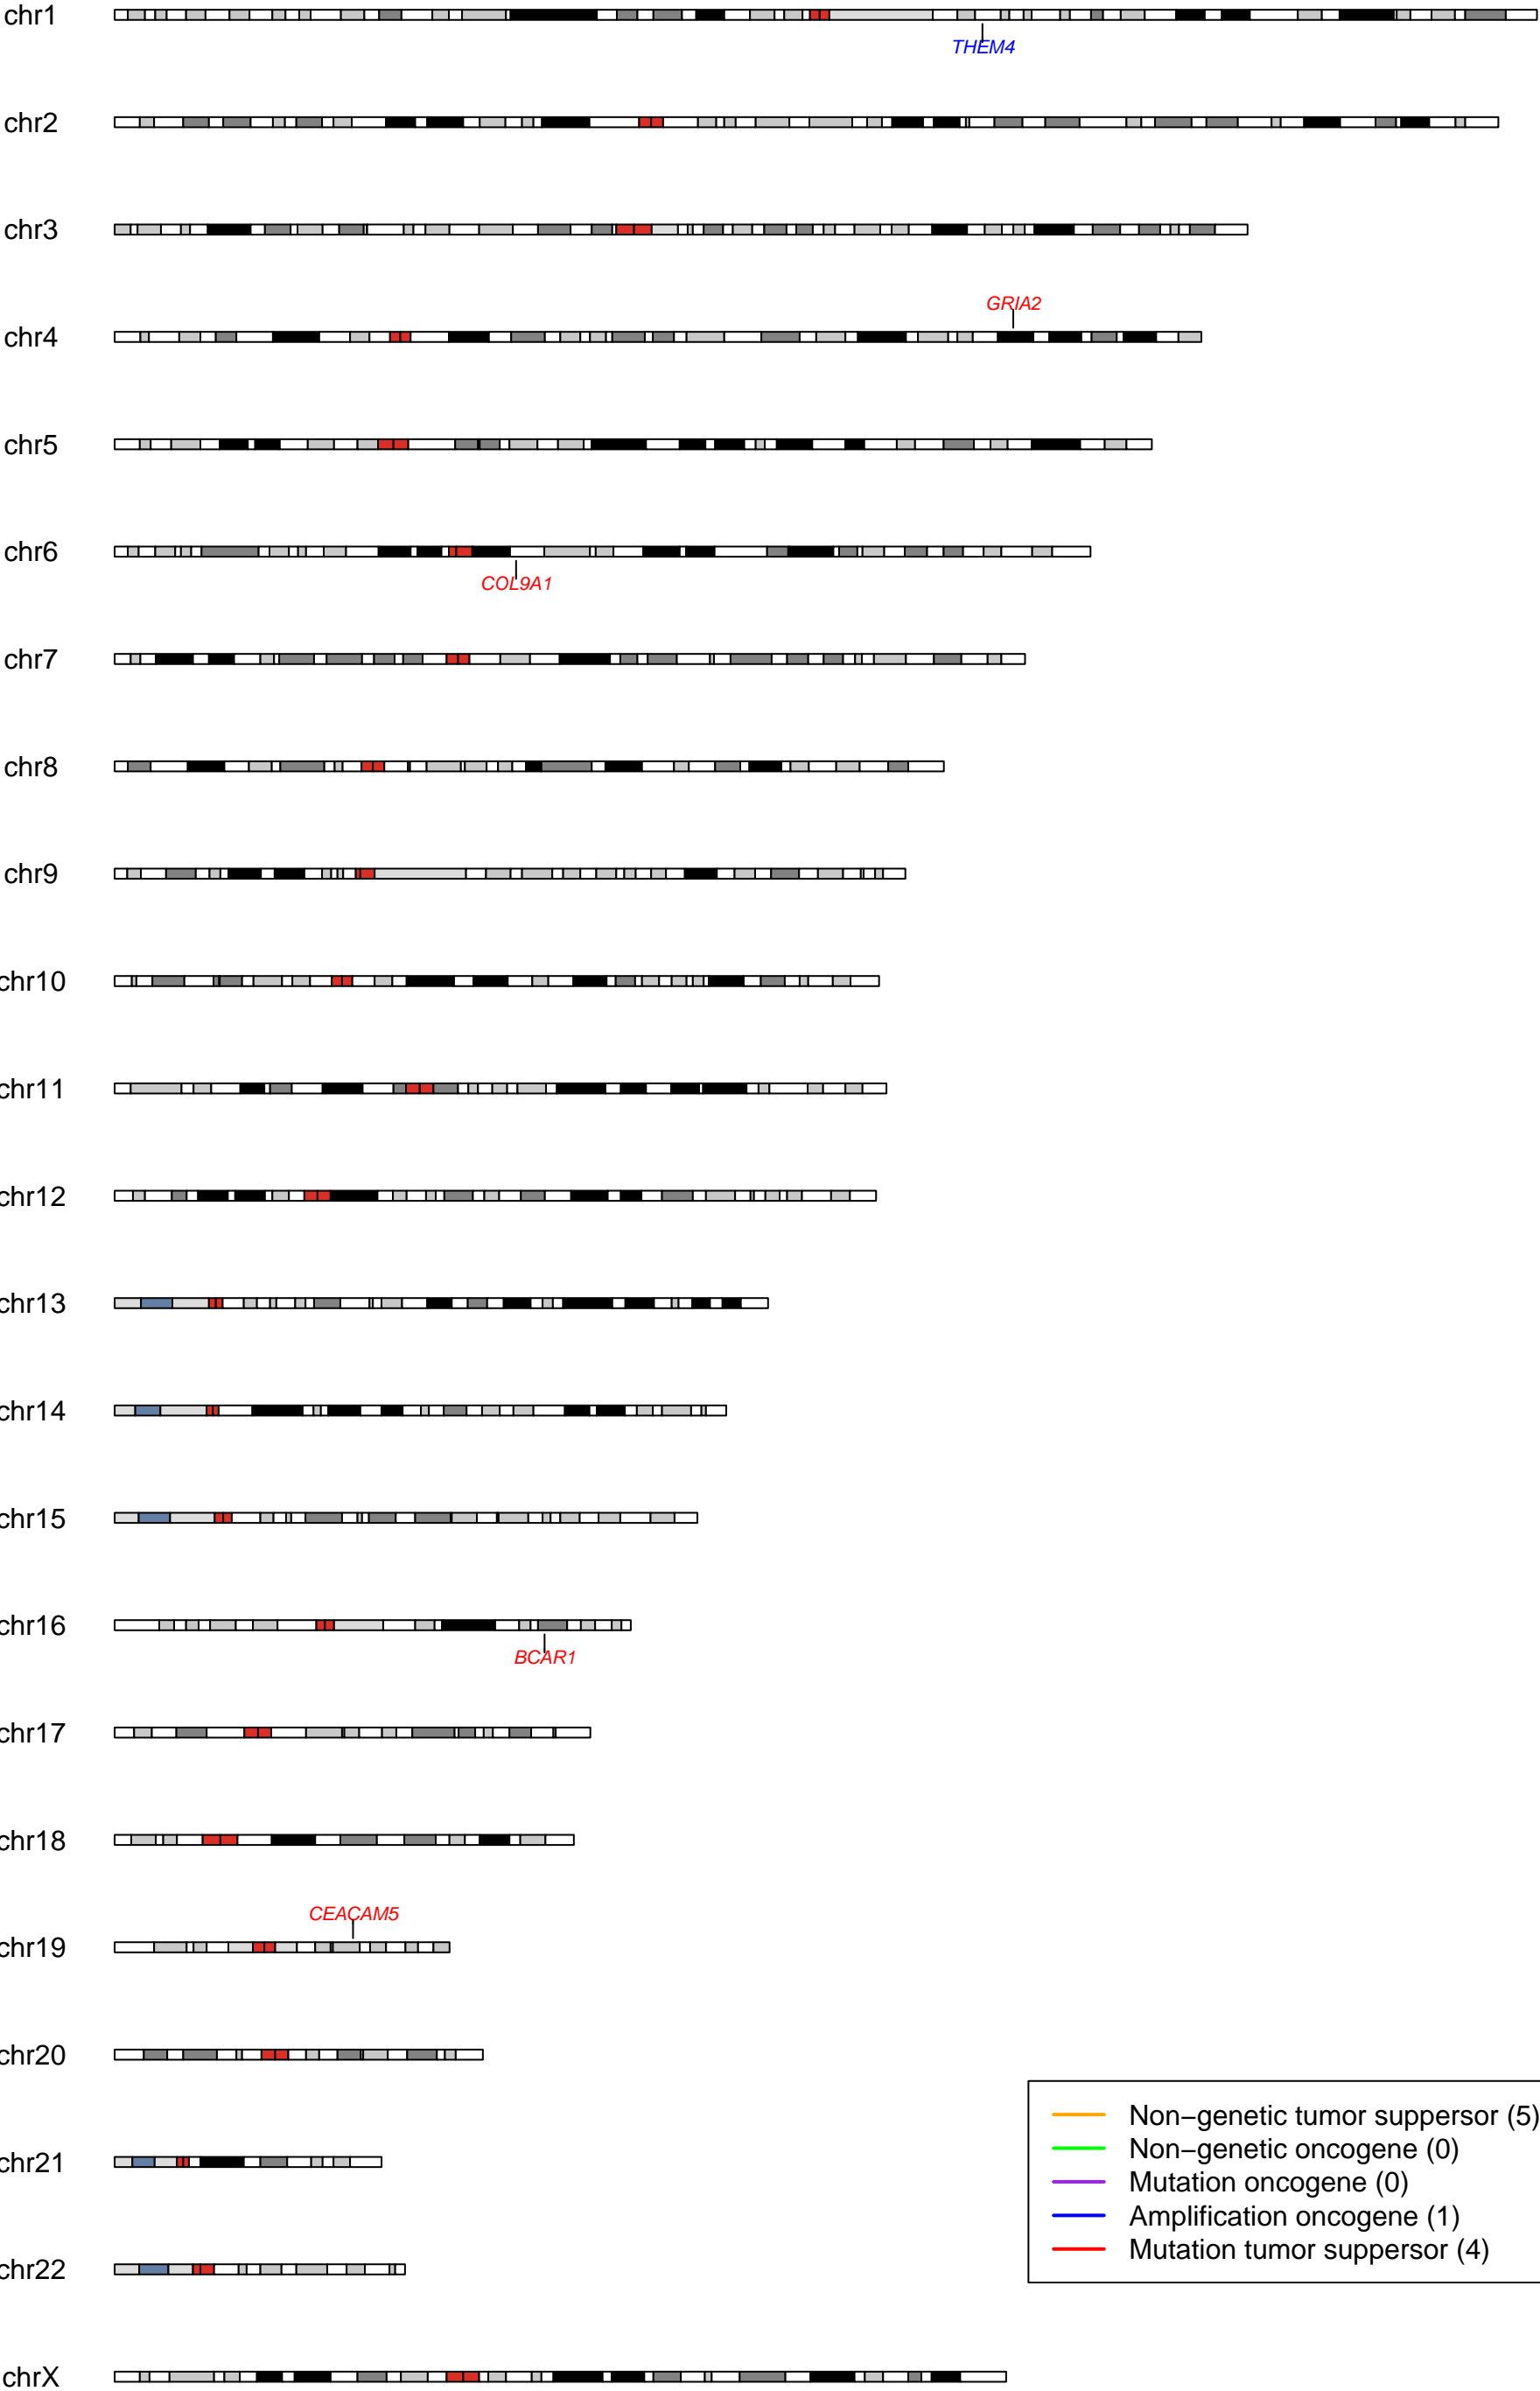 chr1
THEM4
chr2
chr3
GRIA2
chr4
chr5
chr6
COL9A1
chr7
chr8
chr9
chr10
chr11
chr12
chr13
chr14
chr15
chr16
BCAR1
chr17
chr18
CEACAM5
chr19
chr20
Non−genetic tumor suppersor (5)
Non−genetic oncogene (0)
Mutation oncogene (0)
Amplification oncogene (1)
Mutation tumor suppersor (4)
chr21
chr22
chrX